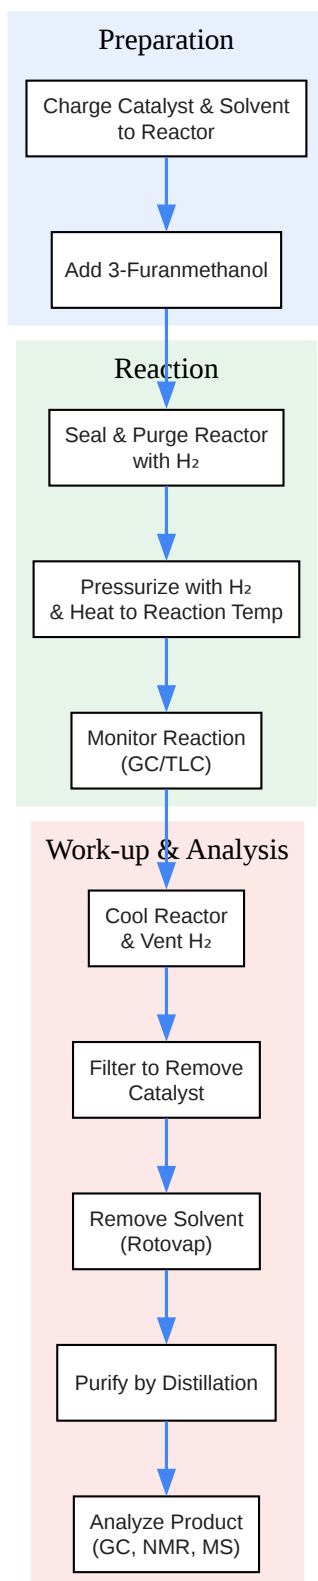 Preparation
Charge Catalyst & Solvent
to Reactor
Add 3-Furanmethanol
Reaction
Seal & Purge Reactor
with H₂
Pressurize with H₂
& Heat to Reaction Temp
Monitor Reaction
(GC/TLC)
Work-up & Analysis
Cool Reactor
& Vent H₂
Filter to Remove
Catalyst
Remove Solvent
(Rotovap)
Purify by Distillation
Analyze Product
(GC, NMR, MS)